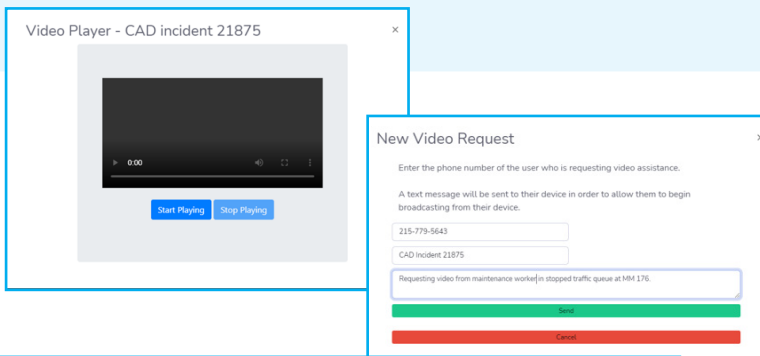 Video Player - CAD incident 21875
×
0:00
Start Playing
Stop Playing
New Video Request
×
Enter the phone number of the user who is requesting video assistance.
A text message will be sent to their device in order to allow them to begin
broadcasting from their device.
215-779-5643
CAD Incident 21875
Requesting video from maintenance worker in stopped traffic queue at MM 176.
Send
Cancel